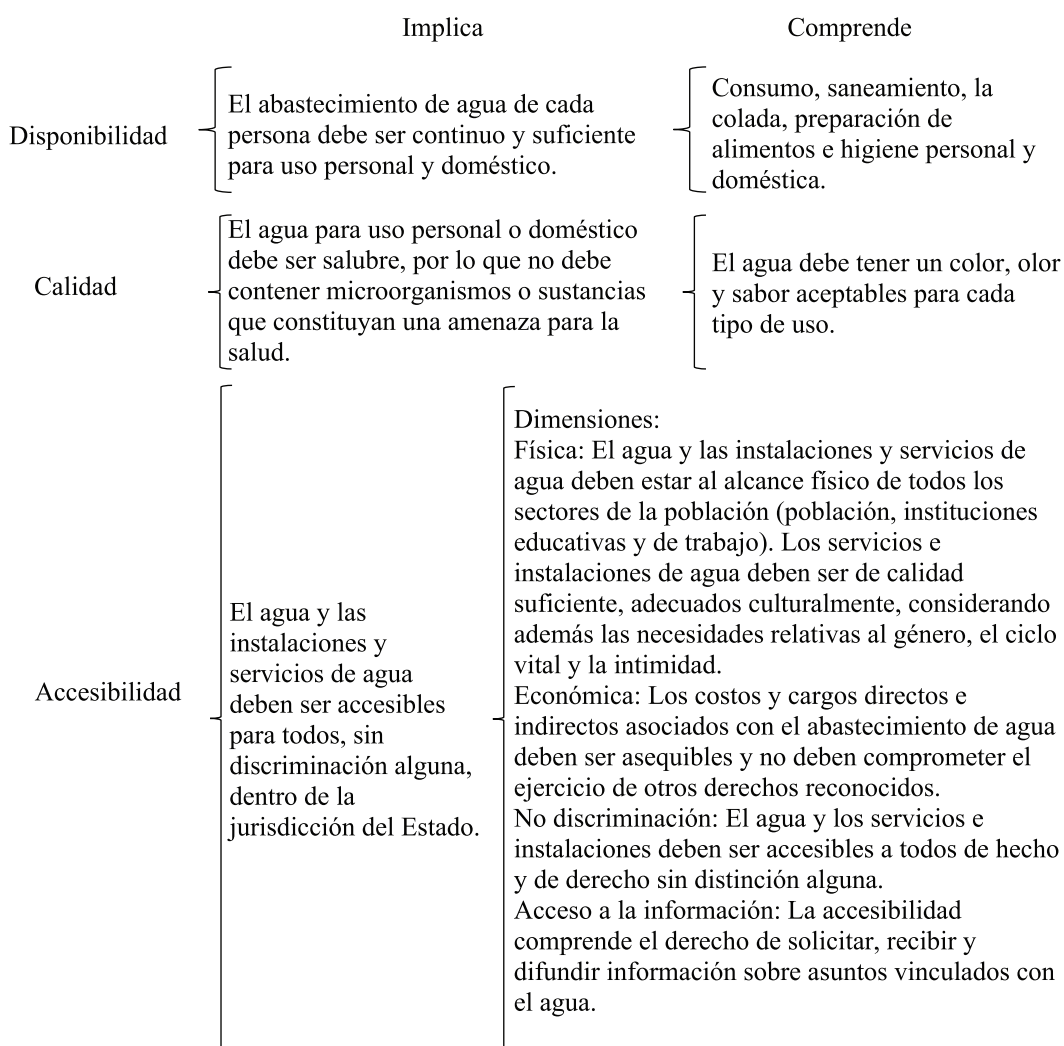 Implica
Comprende
Disponibilidad
El abastecimiento de agua de cada
persona debe ser continuo y suficiente
para uso personal y doméstico.
Consumo, saneamiento, la
colada, preparación de
alimentos e higiene personal y
doméstica.
Calidad
El agua para uso personal o doméstico
debe ser salubre, por lo que no debe
contener microorganismos o sustancias
que constituyan una amenaza para la
salud.
El agua debe tener un color, olor
y sabor aceptables para cada
tipo de uso.
Accesibilidad
El agua y las
instalaciones y
servicios de agua
deben ser accesibles
para todos, sin
discriminación alguna,
dentro de la
jurisdicción del Estado.
Dimensiones:
Física: El agua y las instalaciones y servicios de
agua deben estar al alcance físico de todos los
sectores de la población (población, instituciones
educativas y de trabajo). Los servicios e
instalaciones de agua deben ser de calidad
suficiente, adecuados culturalmente, considerando
además las necesidades relativas al género, el ciclo
vital y la intimidad.
Económica: Los costos y cargos directos e
indirectos asociados con el abastecimiento de agua
deben ser asequibles y no deben comprometer el
ejercicio de otros derechos reconocidos.
No discriminación: El agua y los servicios e
instalaciones deben ser accesibles a todos de hecho
y de derecho sin distinción alguna.
Acceso a la información: La accesibilidad
comprende el derecho de solicitar, recibir y
difundir información sobre asuntos vinculados con
el agua.